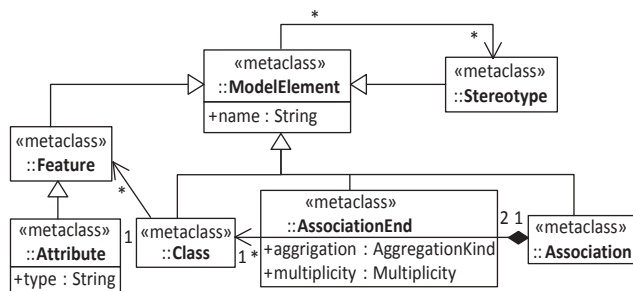 *
*
«metaclass»
::ModelElement
+name : String
«metaclass»
::Stereotype
«metaclass»
::Feature
*
«metaclass»
::Attribute
+type : String
1
«metaclass»
::Class
1 *
«metaclass»
::AssociationEnd
+aggrigation : AggregationKind
+multiplicity : Multiplicity
2 1
«metaclass»
:: Association